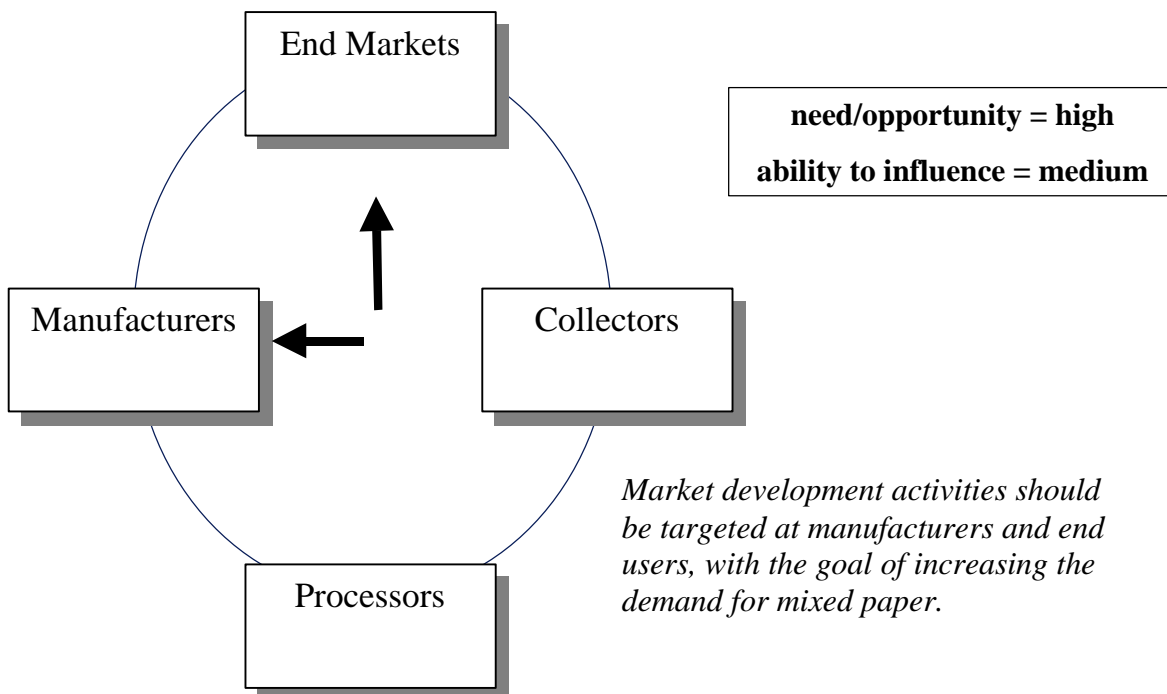 End Markets
need/opportunity = high
ability to influence = medium
Manufacturers
Collectors
Market development activities should
be targeted at manufacturers and end
users, with the goal of increasing the
demand for mixed paper.
Processors